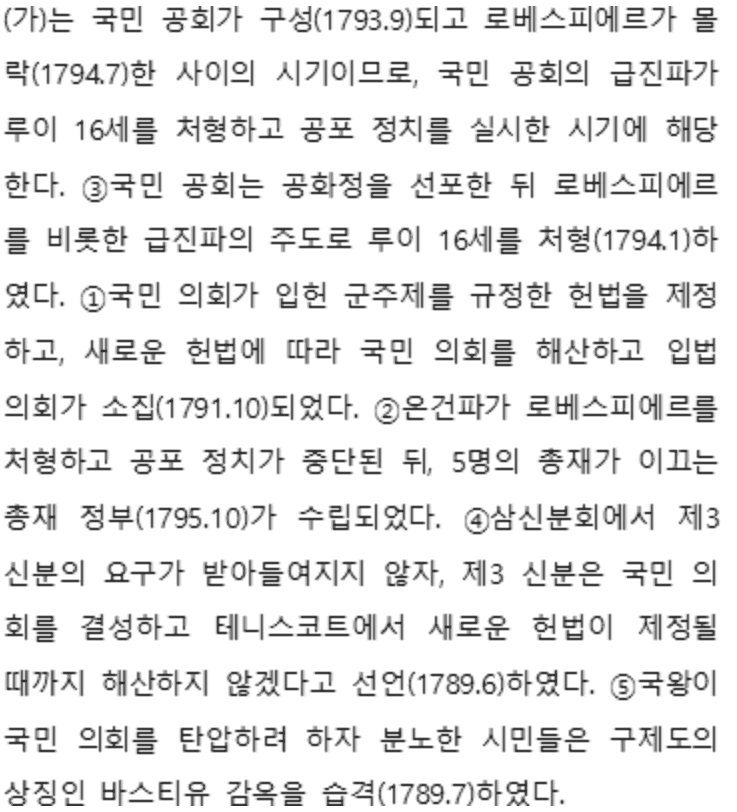 (가)는 국민 공회가 구성(1793.9)되고 로베스피에르가 몰
락(1794.7)한 사이의 시기이므로, 국민 공회의 급진파가
루이 16세를 처형하고 공포 정치를 실시한 시기에 해당
한다. ③국민 공회는 공화정을 선포한 뒤 로베스피에르
를 비롯한 급진파의 주도로 루이 16세를 처형(1794.1)하
였다. ①국민 의회가 입헌 군주제를 규정한 헌법을 제정
하고, 새로운 헌법에 따라 국민 의회를 해산하고 입법
의회가 소집(1791.10)되었다. ②온건파가 로베스피에르를
처형하고 공포 정치가 중단된 뒤, 5명의 총재가 이끄는
총재 정부(1795.10)가 수립되었다. ④삼신분회에서 제3
신분의 요구가 받아들여지지 않자, 제3 신분은 국민 의
회를 결성하고 테니스코트에서 새로운 헌법이 제정될
때까지 해산하지 않겠다고 선언(1789.6)하였다. ⑤국왕이
국민 의회를 탄압하려 하자 분노한 시민들은 구제도의
상징인 바스티유 감옥을 습격(1789.7)하였다.